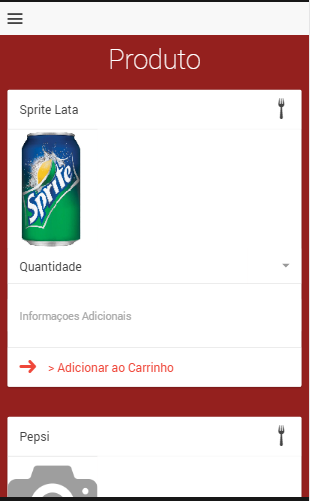 Produto
Sprite Lata
Sprite
Quantidade
Informaçoes Adicionais
> Adicionar ao Carrinho
Pepsi